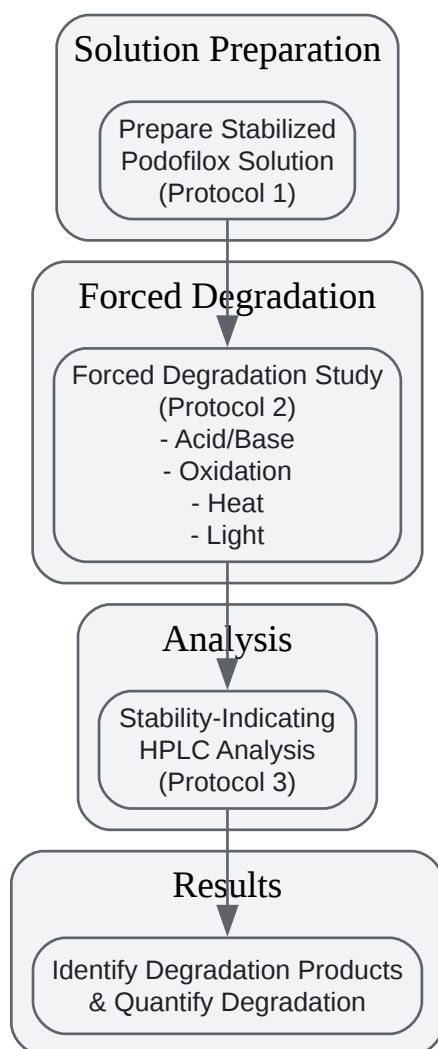 Solution Preparation
Prepare Stabilized
Podofilox Solution
(Protocol 1)
Forced Degradation
Forced Degradation Study
(Protocol 2)
- Acid/Base
- Oxidation
- Heat
- Light
Analysis
Stability-Indicating
HPLC Analysis
(Protocol 3)
Results
Identify Degradation Products
& Quantify Degradation